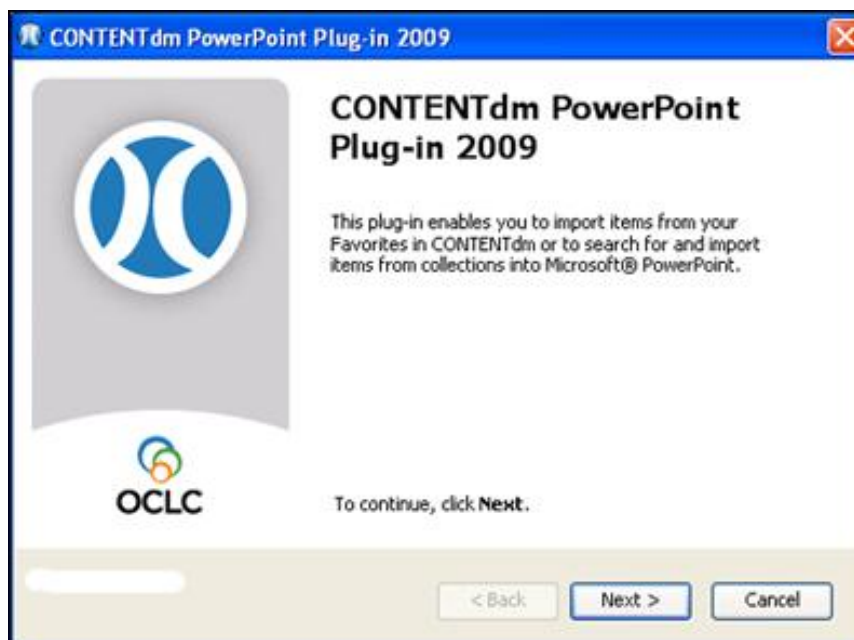 CONTENTdm PowerPoint Plug-in 2009
CONTENTdm PowerPoint
Plug-in 2009
This plug-in enables you to import items from your
Favorites in CONTENTdm or to search for and import
items from collections into Microsoft® PowerPoint.
OCLC
To continue, click Next.
< Back
Next >
Cancel